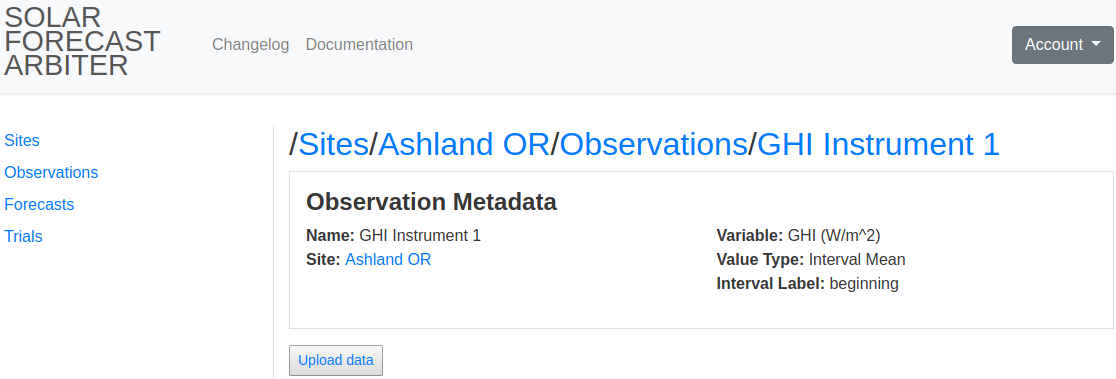 SOLAR
FORECAST
ARBITER
Changelog Documentation
Account
Sites
Observations
Forecasts
Trials
/Sites/Ashland OR/Observations/GHI Instrument 1
Observation Metadata
Name: GHI Instrument 1
Site: Ashland OR
Variable: GHI (W/m^2)
Value Type: Interval Mean
Interval Label: beginning
Upload data